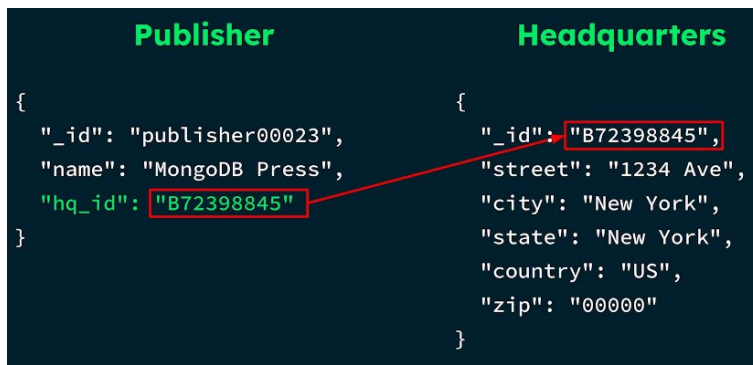 Publisher
{
"_id": "publisher00023",
"name": "MongoDB Press",
"hq_id": "B72398845"
}
Headquarters
{
"_id": "B72398845",
"street": "1234 Ave",
"city": "New York",
"state": "New York",
"country": "US",
"zip": "00000"
}